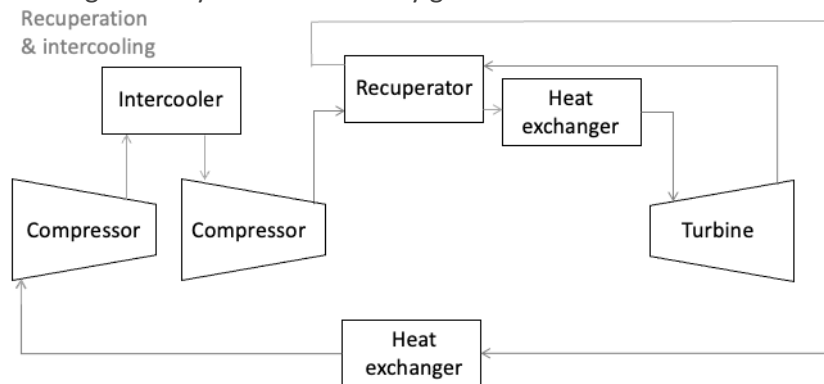 Recuperation
& intercooling
Intercooler
Recuperator
Heat
exchanger
Compressor
Compressor
Turbine
Heat
exchanger